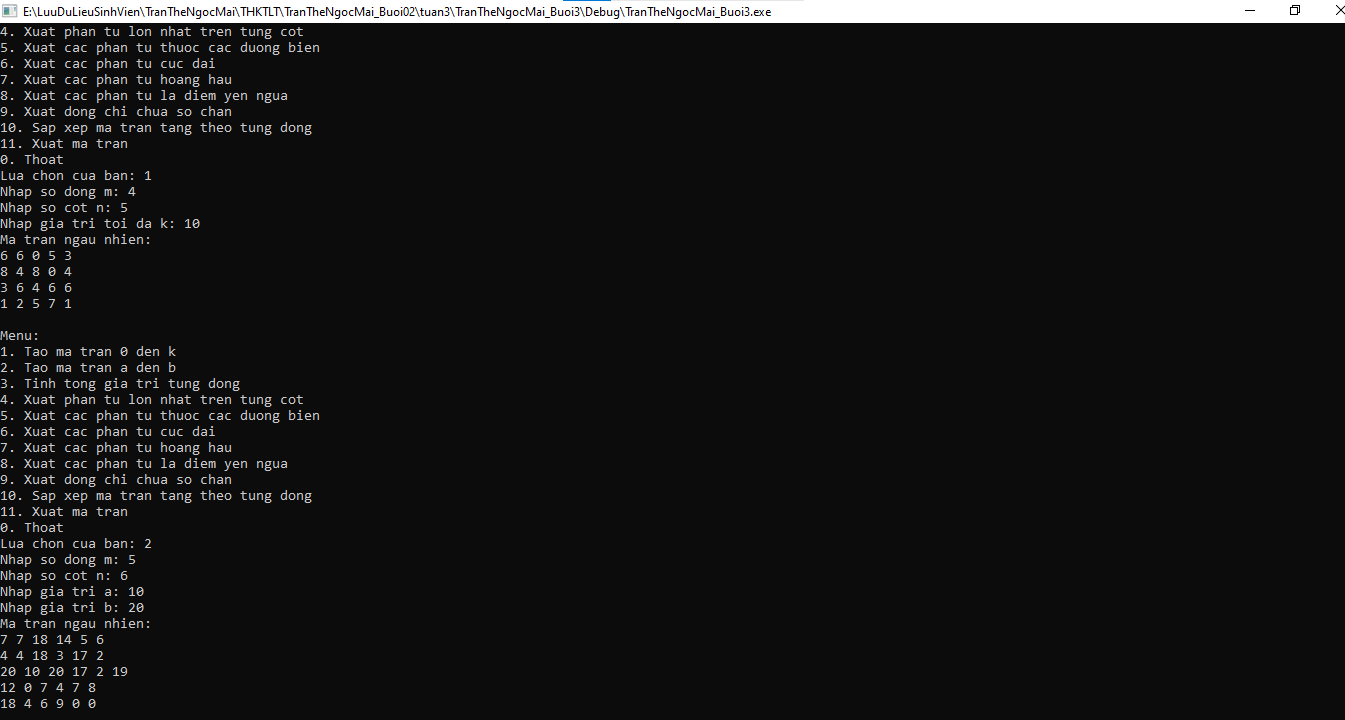 E:\LuuDuLieuSinhVien\TranTheNgocMai\THKTLT\TranTheNgocMai_Buoi02\tuan3\TranTheNgocMai_Buoi3\Debug\TranTheNgocMai_Buoi3.exe
4. Xuat phan tu lon nhat tren tung cot
5. Xuat cac phan tu thuoc cac duong bien
6. Xuat cac phan tu cuc dai
7. Xuat cac phan tu hoang hau
8. Xuat cac phan tu la diem yen ngua
9. Xuat dong chi chua so chan
10. Sap xep ma tran tang theo tung dong
11. Xuat ma tran
0. Thoat
Lua chon cua ban: 1
Nhap so dong m: 4
Nhap so cot n: 5
Nhap gia tri toi da k: 10
Ma tran ngau nhien:
6 6 0 5 3
8 4 8 0 4
3 6 4 6 6
1 2 5 7 1
Menu:
1. Tao ma tran 0 den k
2. Tao ma tran a den b
3. Tinh tong gia tri tung dong
4. Xuat phan tu lon nhat tren tung cot
5. Xuat cac phan tu thuoc cac duong bien
6. Xuat cac phan tu cuc dai
7. Xuat cac phan tu hoang hau
8. Xuat cac phan tu la diem yen ngua
9. Xuat dong chi chua so chan
10. Sap xep ma tran tang theo tung dong
11. Xuat ma tran
0. Thoat
Lua chon cua ban: 2
Nhap so dong m: 5
Nhap so cot n: 6
Nhap gia tri a: 10
Nhap gia tri b: 20
Ma tran ngau nhien:
7 7 18 14 5 6
4 4 18 3 17 2
20 10 20 17 2 19
12 0 7 4 7 8
18 4 6 9 0 0